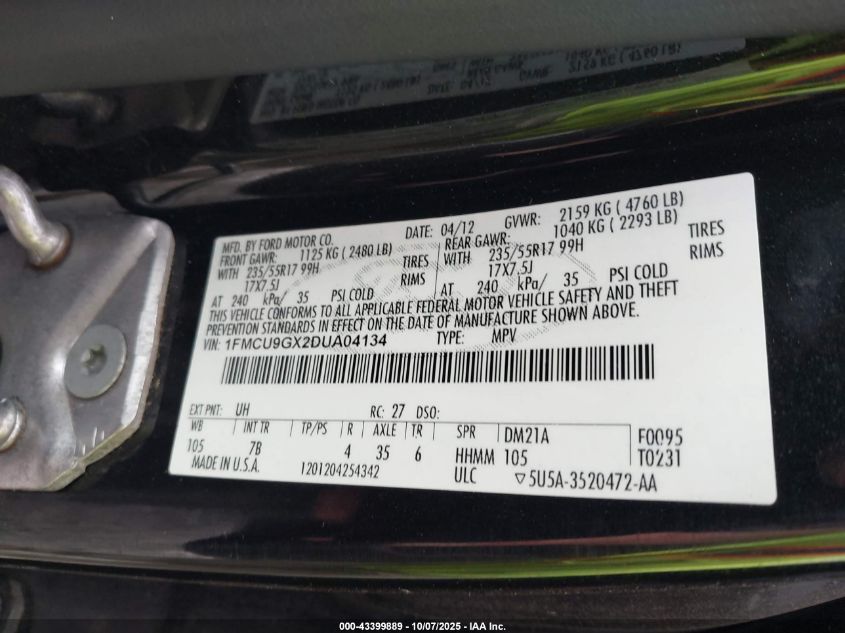 MFD. BY FORD MOTOR CO.
DATE: 04/12 GVWR: 2159 KG ( 4760 LB)
FRONT GAWR: 1125 KG ( 2480 LB) REAR GAWR: 1040 KG ( 2293 LB)
WITH 235/55R17 99H TIRES WITH 235/55R17 99H TIRES
17X7.5J RIMS 17X7.5J RIMS
AT 240 kPa/ 35 PSI COLD AT 240 kPa/ 35 PSI COLD
THIS VEHICLE CONFORMS TO ALL APPLICABLE FEDERAL MOTOR VEHICLE SAFETY AND THEFT
PREVENTION STANDARDS IN EFFECT ON THE DATE OF MANUFACTURE SHOWN ABOVE.
VIN: 1FMCU9GX2DUA04134 TYPE: MPV
EXT PNT: UH RC: 27 DSO:
WB INT TR TP/PS R AXLE TR SPR DM21A F0095
105 7B 4 35 6 HHMM 105 T0231
MADE IN U.S.A. 1201204254342 ULC ▽5U5A-3520472-AA
000-43399889 - 10/07/2025 - IAA Inc.